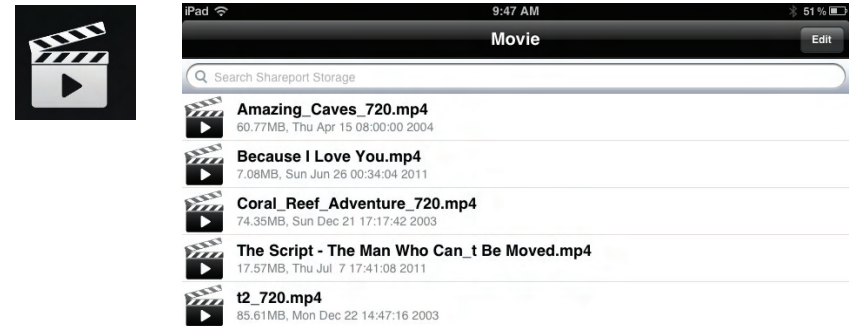 iPad 9:47 AM 51%
Movie
Edit
Search Shareport Storage
Amazing_Caves_720.mp4
60.77MB, Thu Apr 15 08:00:00 2004
Because I Love You.mp4
7.08MB, Sun Jun 26 00:34:04 2011
Coral_Reef_Adventure_720.mp4
74.35MB, Sun Dec 21 17:17:42 2003
The Script - The Man Who Can_t Be Moved.mp4
17.57MB, Thu Jul 7 17:41:08 2011
t2_720.mp4
85.61MB, Mon Dec 22 14:47:16 2003